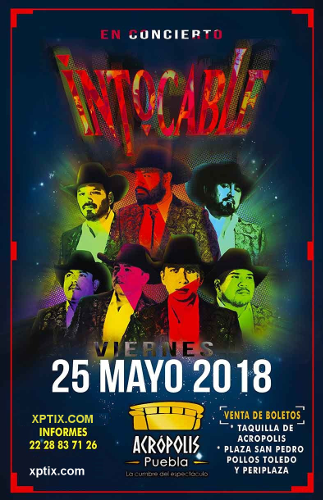 EN CONCIERTO
INTOCABLE
VIERNES
25 MAYO 2018
XPTIX.COM
INFORMES
22 28 83 71 26
xptix.com
ACRÓPOLIS
Puebla
La cumbre del espectáculo
VENTA DE BOLETOS
* TAQUILLA DE
ACROPOLIS
* PLAZA SAN PEDRO
POLLOS TOLEDO
Y PERIPLAZA